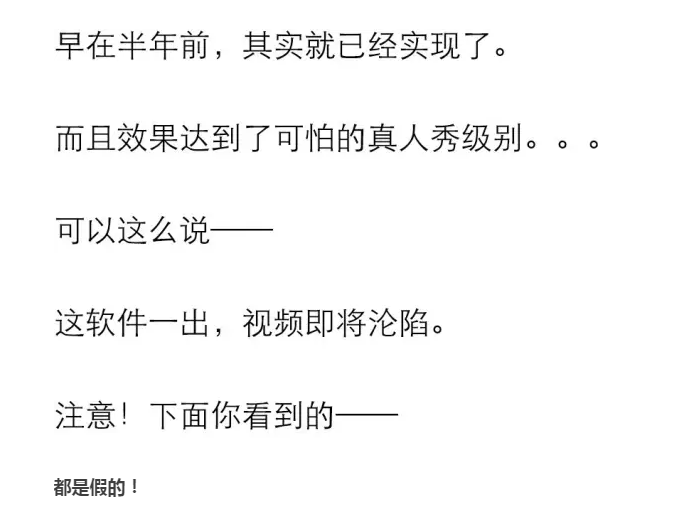 早在半年前，其实就已经实现了。
而且效果达到了可怕的真人秀级别。。。
可以这么说——
这软件一出，视频即将沦陷。
注意！下面你看到的——
都是假的！